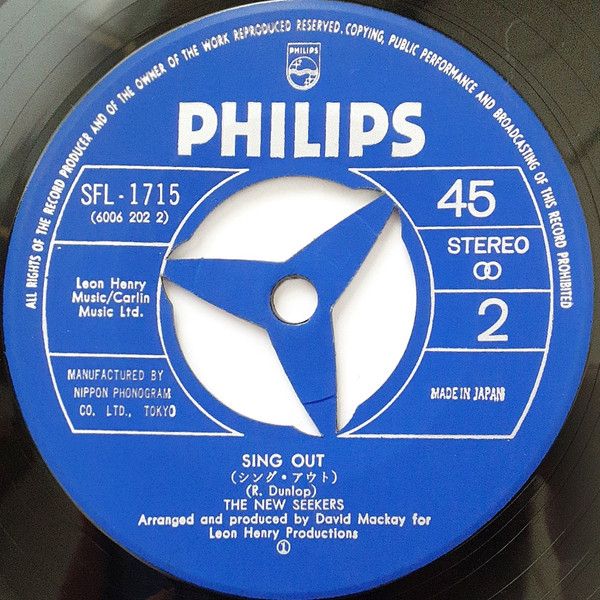 ALL RIGHTS OF THE RECORD PRODUCER AND OF THE OWNER OF THE WORK REPRODUCED RESERVED. COPYING, PUBLIC PERFORMANCE AND BROADCASTING OF THIS RECORD PROHIBITED
PHILIPS
PHILIPS
SFL-1715
(6006 202 2)
45
STEREO
2
Leon Henry
Music/Carlin
Music Ltd.
MANUFACTURED BY
NIPPON PHONOGRAM
CO. LTD., TOKYO
MADE IN JAPAN
SING OUT
(シング・アウト)
(R. Dunlop)
THE NEW SEEKERS
Arranged and produced by David Mackay for
Leon Henry Productions
①